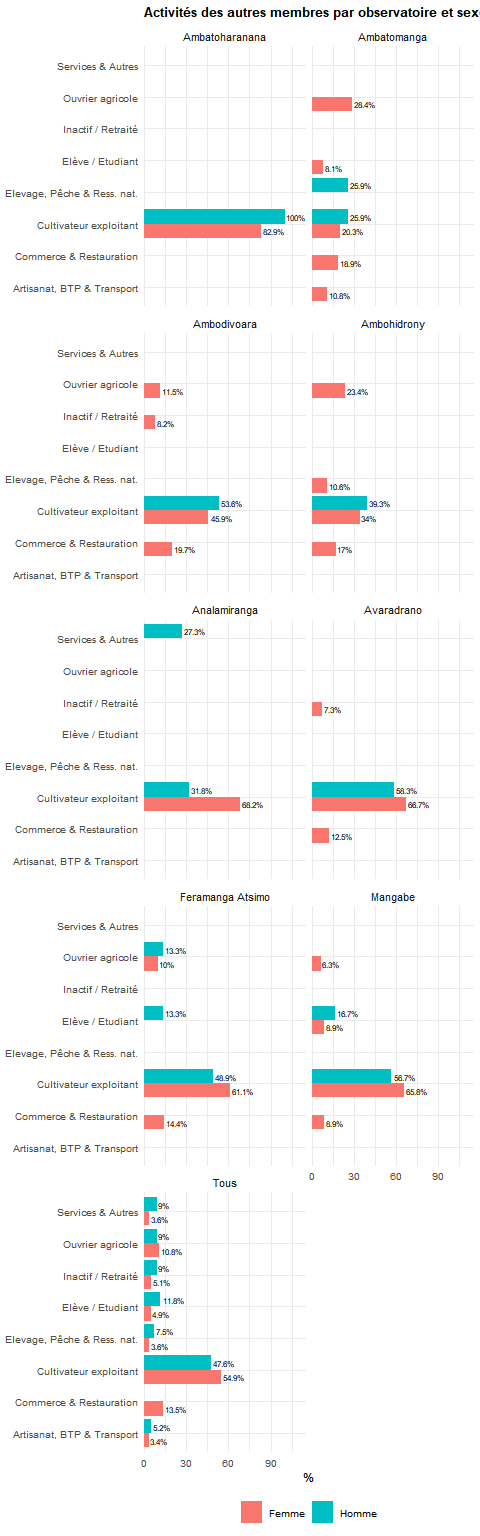 Activités des autres membres par observatoire et sex
Ambatoharanana
Ambatomanga
Services & Autres
Ouvrier agricole
28.4%
Inactif / Retraité
Elève / Etudiant
8.1%
Elevage, Pêche & Ress. nat.
25.9%
Cultivateur exploitant
100%
82.9%
25.9%
20.3%
Commerce & Restauration
18.9%
Artisanat, BTP & Transport
10.8%
Ambodivoara
Ambohidrony
Services & Autres
Ouvrier agricole
11.5%
23.4%
Inactif / Retraité
8.2%
Elève / Etudiant
Elevage, Pêche & Ress. nat.
10.6%
Cultivateur exploitant
53.6%
45.9%
39.3%
34%
Commerce & Restauration
19.7%
17%
Artisanat, BTP & Transport
Analamiranga
Avaradrano
Services & Autres
27.3%
Ouvrier agricole
Inactif / Retraité
7.3%
Elève / Etudiant
Elevage, Pêche & Ress. nat.
Cultivateur exploitant
31.8%
68.2%
58.3%
66.7%
Commerce & Restauration
12.5%
Artisanat, BTP & Transport
Feramanga Atsimo
Mangabe
Services & Autres
Ouvrier agricole
13.3%
10%
6.3%
Inactif / Retraité
Elève / Etudiant
13.3%
16.7%
8.9%
Elevage, Pêche & Ress. nat.
Cultivateur exploitant
48.9%
61.1%
56.7%
65.8%
Commerce & Restauration
14.4%
8.9%
Artisanat, BTP & Transport
0 30 60 90
Tous
Services & Autres
9%
3.6%
Ouvrier agricole
9%
10.8%
Inactif / Retraité
9%
5.1%
Elève / Etudiant
11.8%
4.9%
Elevage, Pêche & Ress. nat.
7.5%
3.6%
Cultivateur exploitant
47.6%
54.9%
Commerce & Restauration
13.5%
Artisanat, BTP & Transport
5.2%
3.4%
0 30 60 90
%
Femme Homme